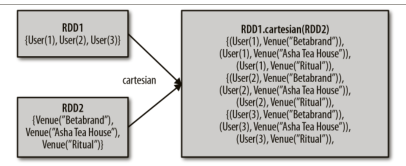 RDD1
{User(1), User(2), User(3)}
cartesian
RDD2
{Venue("Betabrand"),
Venue("Asha Tea House"),
Venue("Ritual")}
RDD1.cartesian(RDD2)
{(User(1), Venue("Betabrand")),
(User(1), Venue("Asha Tea House")),
(User(1), Venue("Ritual")),
{(User(2), Venue("Betabrand")),
(User(2), Venue("Asha Tea House")),
(User(2), Venue("Ritual")),
{(User(3), Venue("Betabrand")),
(User(3), Venue("Asha Tea House")),
(User(3), Venue("Ritual")),